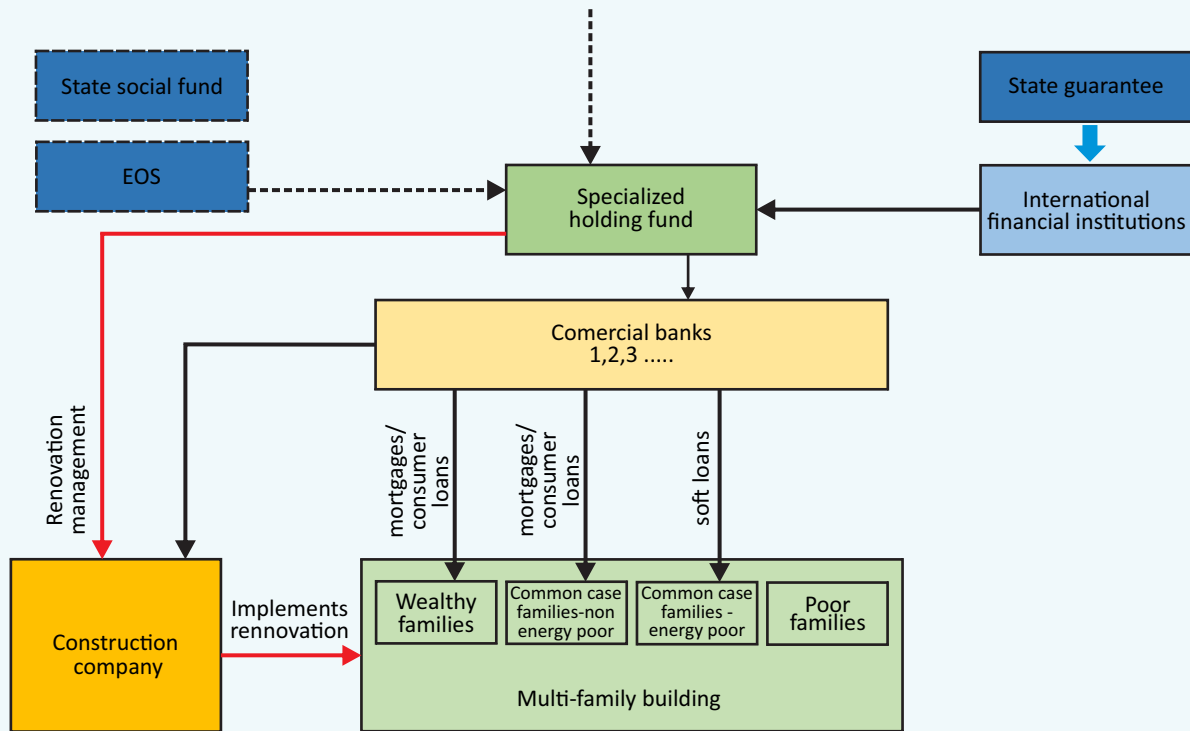 State social fund
State guarantee
EOS
Specialized
holding fund
International
financial institutions
Comercial banks
1,2,3 .....
Renovation
management
mortgages/
consumer
loans
mortgages/
consumer
loans
soft loans
Construction
company
Implements
rennovation
Wealthy
families
Common case
families-non
energy poor
Common case
families -
energy poor
Poor
families
Multi-family building